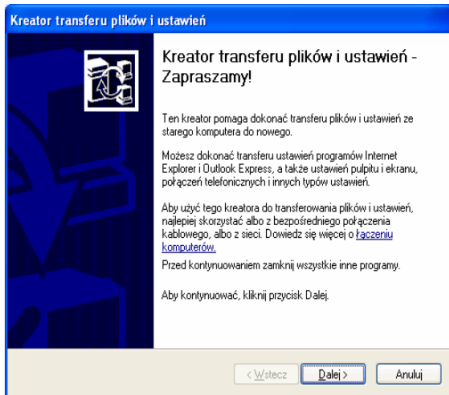 Kreator transferu plików i ustawień
Kreator transferu plików i ustawień -
Zapraszamy!
Ten kreator pomaga dokonać transferu plików i ustawień ze
starego komputera do nowego.
Możesz dokonać transferu ustawień programów Internet
Explorer i Outlook Express, a także ustawień pulpitu i ekranu,
połączeń telefonicznych i innych typów ustawień.
Aby użyć tego kreatora do transferowania plików i ustawień,
najlepiej skorzystać albo z bezpośredniego połączenia
kablowego, albo z sieci. Dowiedz się więcej o łączeniu
komputerów.
Przed kontynuowaniem zamknij wszystkie inne programy.
Aby kontynuować, kliknij przycisk Dalej.
< Wstecz Dalej > Anuluj